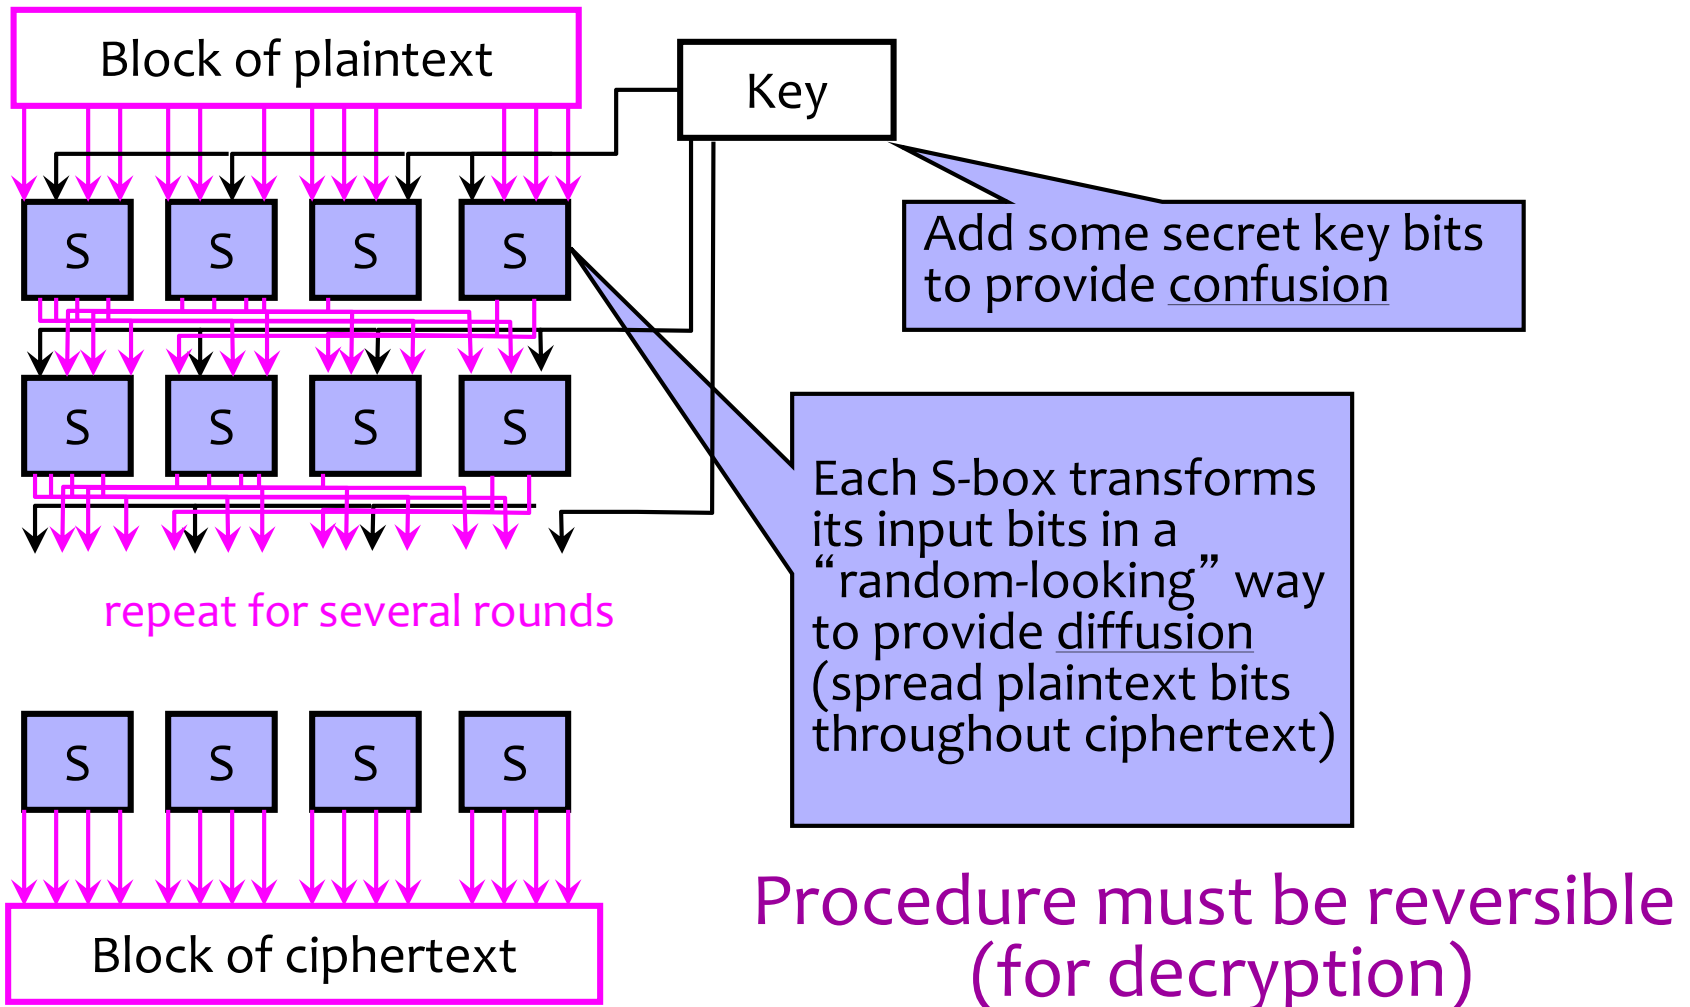 Block of plaintext
Key
S S S S
Add some secret key bits
to provide confusion
S S S S
Each S-box transforms
its input bits in a
“random-looking” way
to provide diffusion
(spread plaintext bits
throughout ciphertext)
repeat for several rounds
S S S S
Block of ciphertext
Procedure must be reversible
(for decryption)